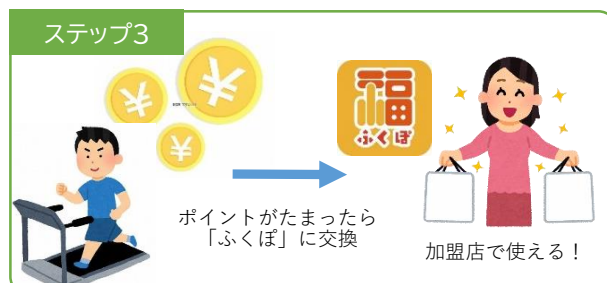 ステップ3
¥
¥
¥
福
ふくぽ
ポイントがたまったら
「ふくぽ」に交換
加盟店で使える!